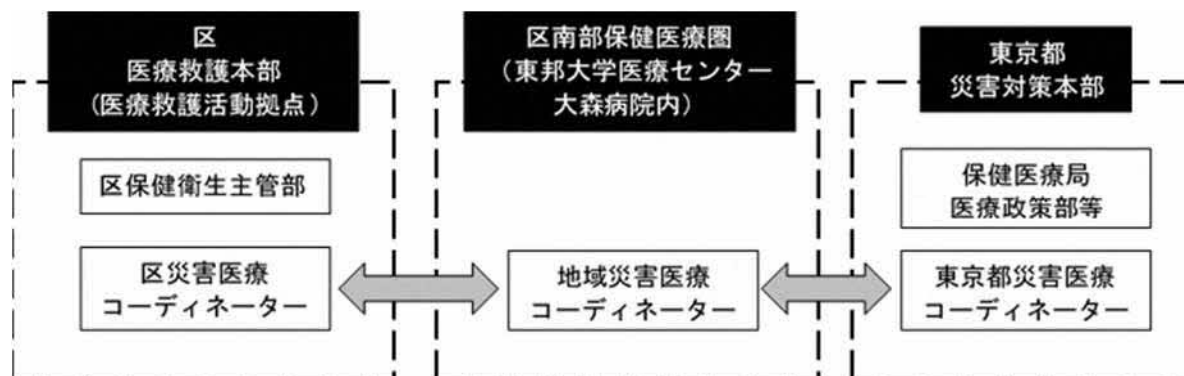 区
医療救護本部
(医療救護活動拠点)
区保健衛生主管部
区災害医療
コーディネーター
区南部保健医療圏
(東邦大学医療センター
大森病院内)
地域災害医療
コーディネーター
東京都
災害対策本部
保健医療局
医療政策部等
東京都災害医療
コーディネーター